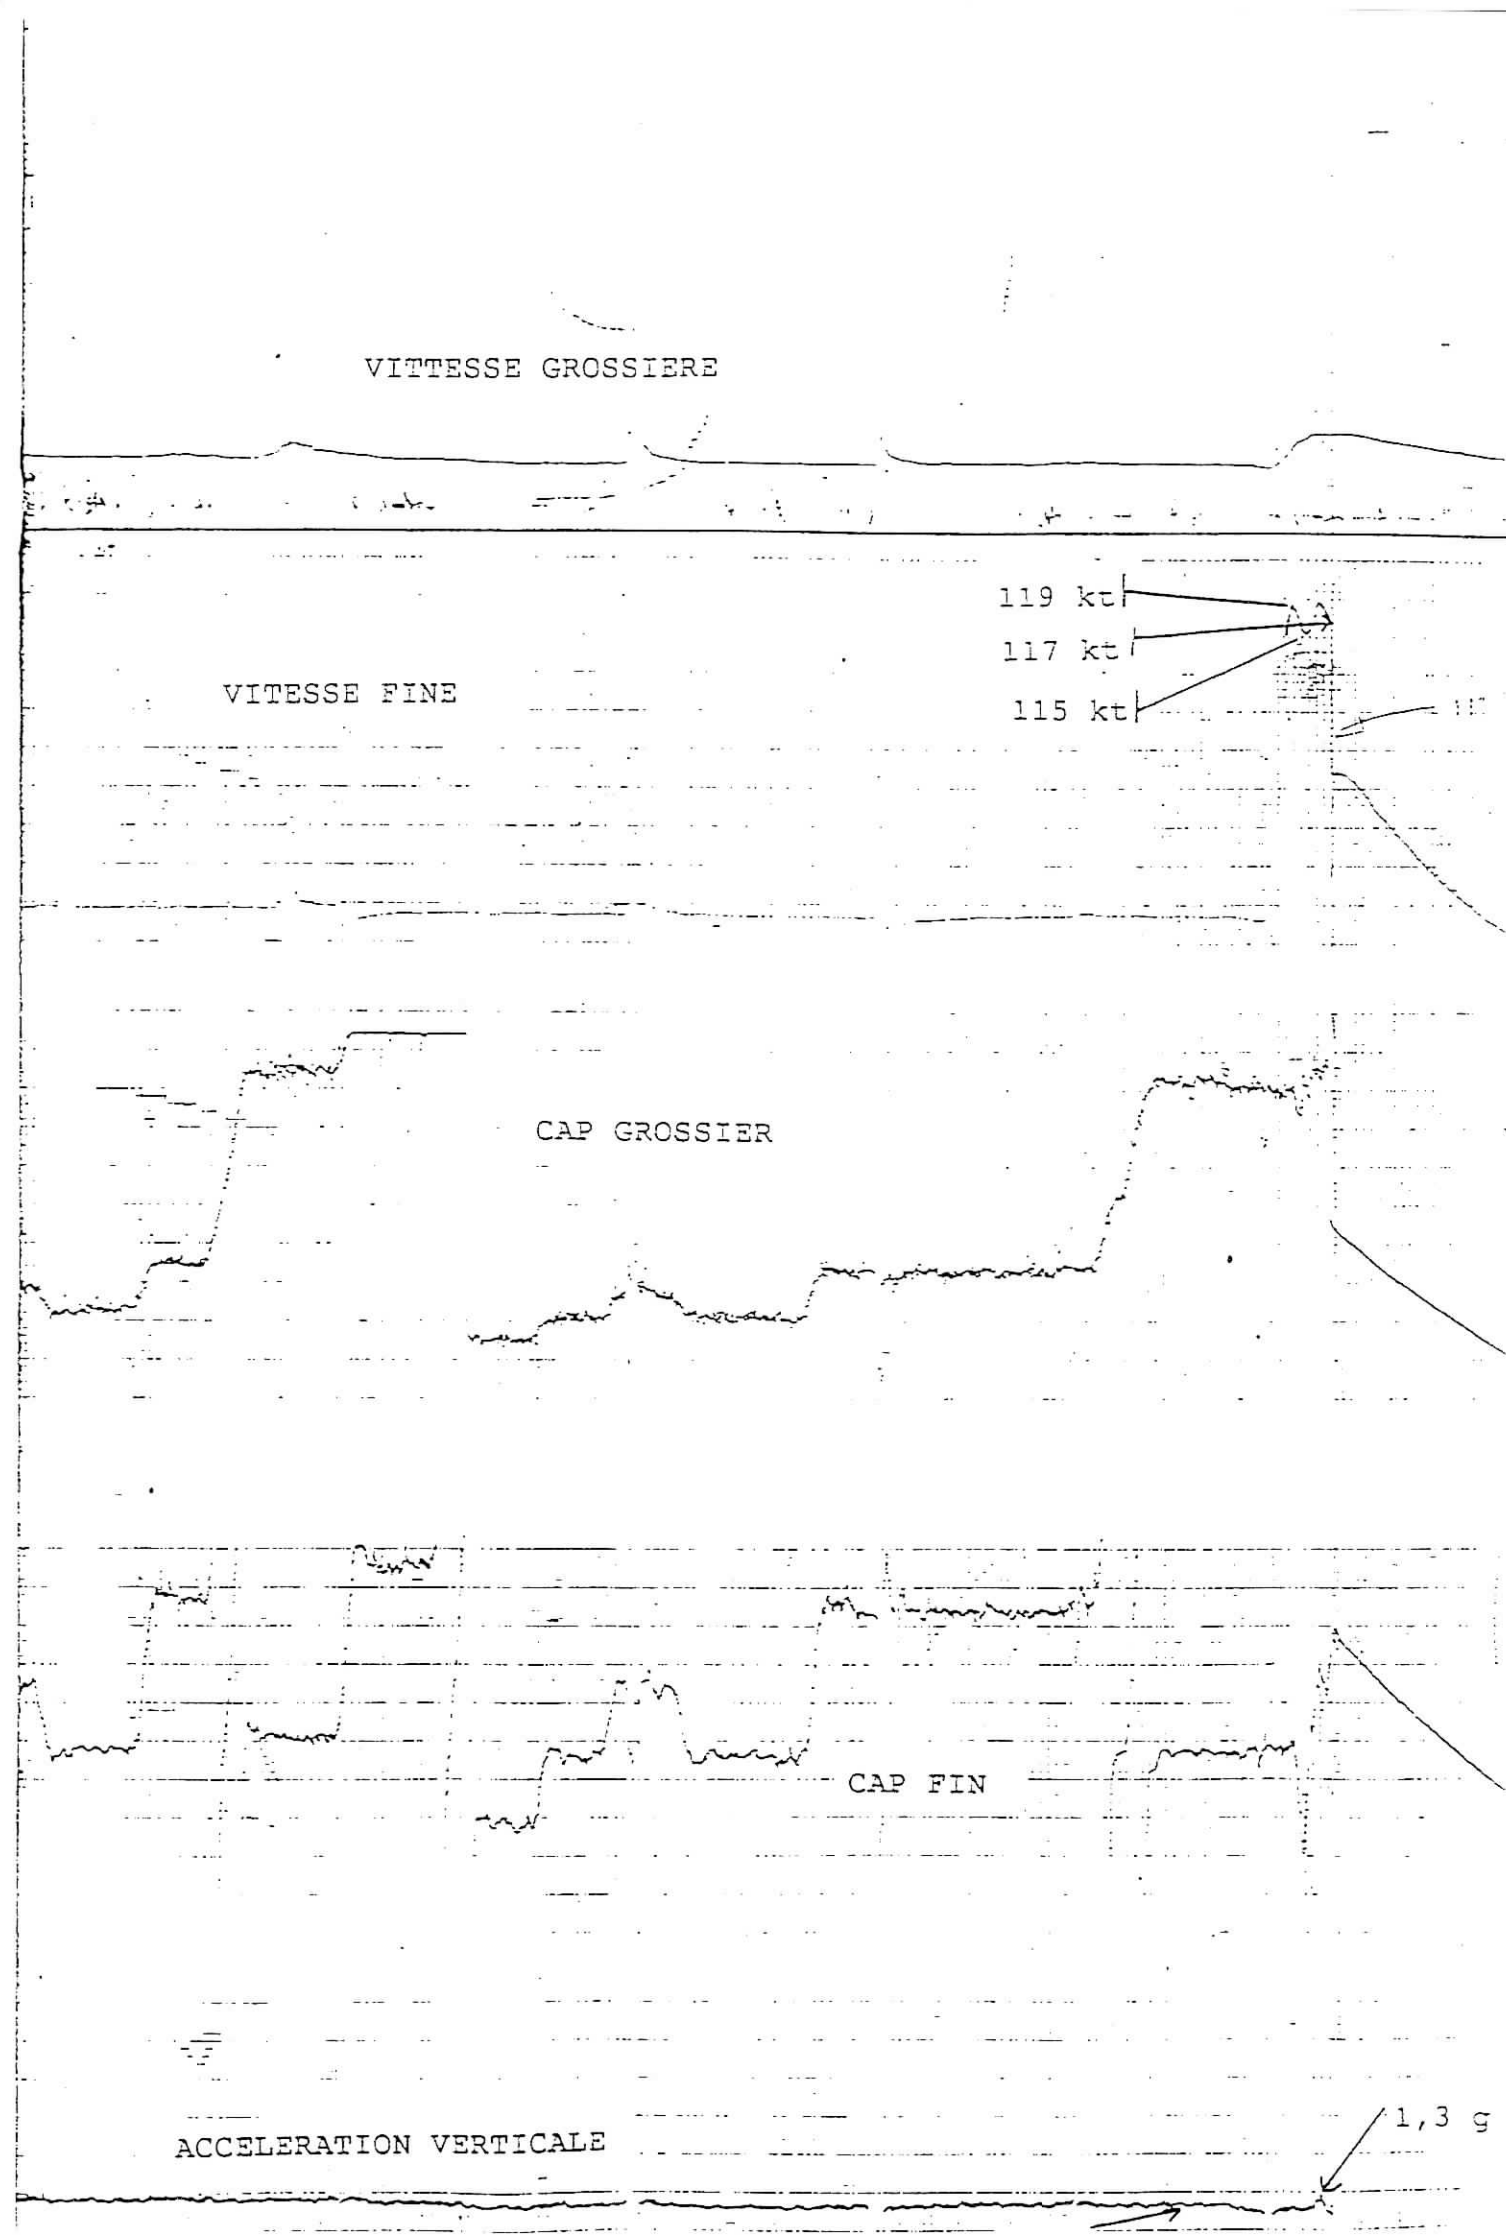 VITTESSE GROSSIERE
119 kt
117 kt
VITESSE FINE
115 kt
CAP GROSSIER
CAP FIN
1,3 g
ACCELERATION VERTICALE